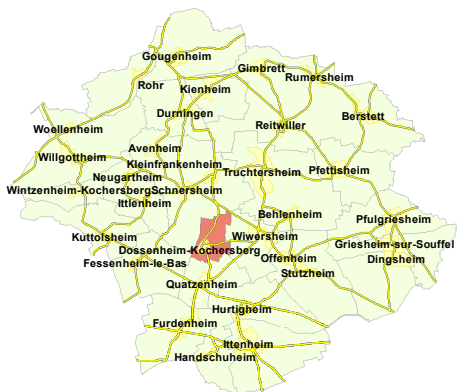 Gougenheim
Gimbrett
Rumersheim
Rohr
Kienheim
Durningen
Berstett
Reitwiller
Woellenheim
Avenheim
Willgottheim
Kleinfrankenheim
Neugartheim
Truchtersheim
Pfettisheim
Wintzenheim-Kochersberg
Schnersheim
Ittlenheim
Behlenheim
Pfulgriesheim
Kuttolsheim
Wiwersheim
Griesheim-sur-Souffel
Dossenheim-Kochersberg
Offenheim
Dingsheim
Fessenheim-le-Bas
Stutzheim
Quatzenheim
Hurtigheim
Furdenheim
Ittenheim
Handschuheim